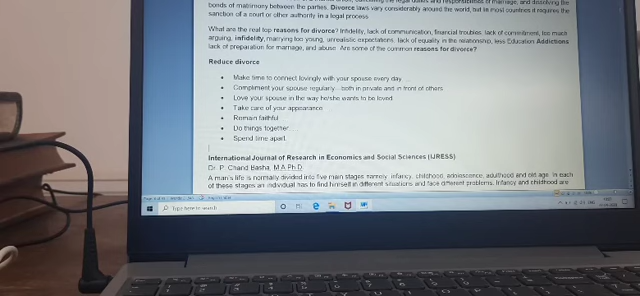 bonds of matrimony between the parties. Divorce laws vary considerably around the world, but in most countries it requires the
sanction of a court or other authority in a legal process
What are the real top reasons for divorce? Infidelity, lack of communication, financial troubles, lack of commitment, too much
arguing, infidelity, marrying too young, unrealistic expectations, lack of equality in the relationship, less Education Addictions
lack of preparation for marriage, and abuse. Are some of the common reasons for divorce?
Reduce divorce
• Make time to connect lovingly with your spouse every day.
• Compliment your spouse regularly – both in private and in front of others
• Love your spouse in the way he/she wants to be loved
• Take care of your appearance
• Remain faithful
• Do things together
• Spend time apart.
International Journal of Research in Economics and Social Sciences (IJRESS)
Dr. P. Chand Basha, M.A.Ph.D
A man's life is normally divided into five main stages namely, infancy, childhood, adolescence, adulthood and old age. In each
of these stages an individual has to find himself in different situations and face different problems. Infancy and childhood are
Type here to search